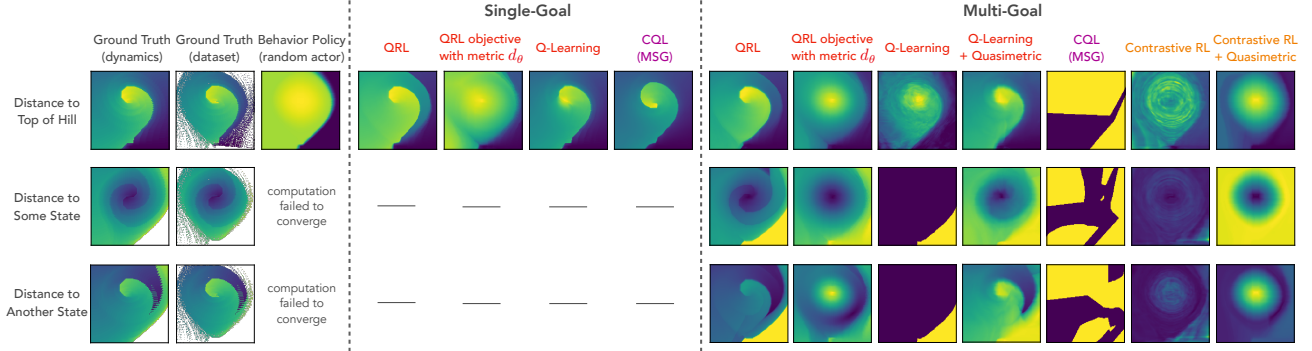 Single-Goal
Multi-Goal
Ground Truth
(dynamics)
Ground Truth
(dataset)
Behavior Policy
(random actor)
QRL
QRL objective
with metric dθ
Q-Learning
CQL
(MSG)
QRL
QRL objective
with metric dθ
Q-Learning
Q-Learning
+ Quasimetric
CQL
(MSG)
Contrastive RL
Contrastive RL
+ Quasimetric
Distance to
Top of Hill
Distance to
Some State
computation
failed to
converge
Distance to
Another State
computation
failed to
converge